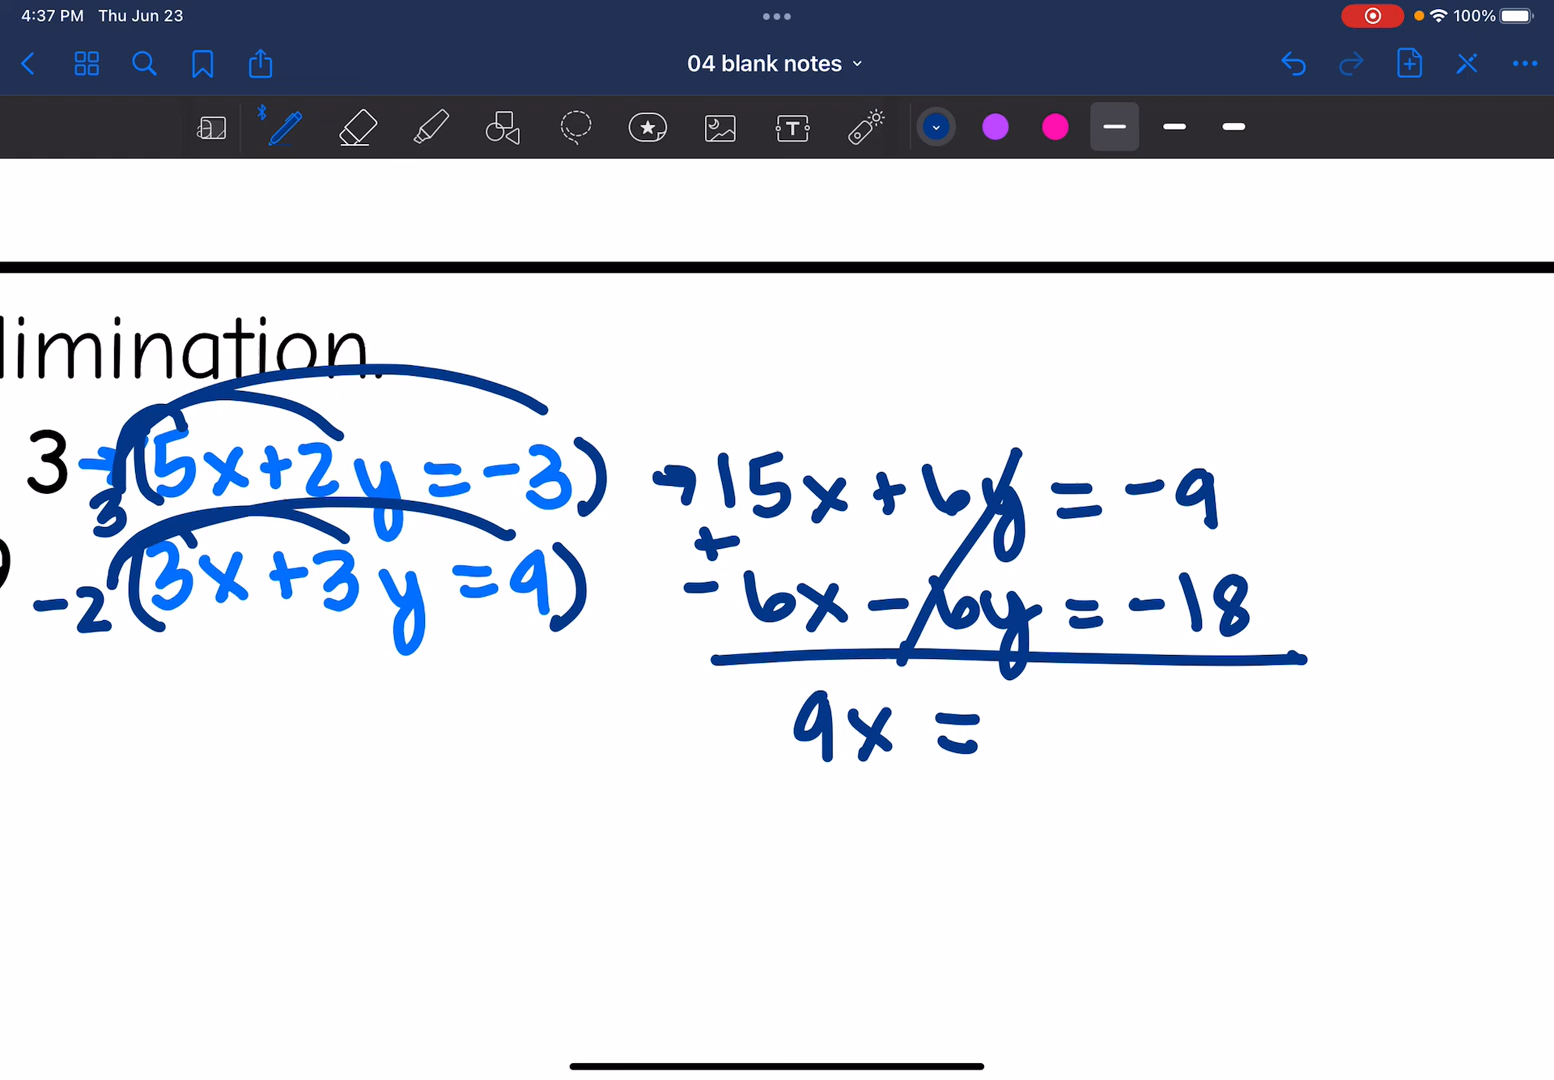 4:37 PM Thu Jun 23
100%
04 blank notes
T
limination.
3 (5x+2y=-3) → 15x+6y=-9
3
+
-2(3x+3y=9) -6x-6y=-18
9x=